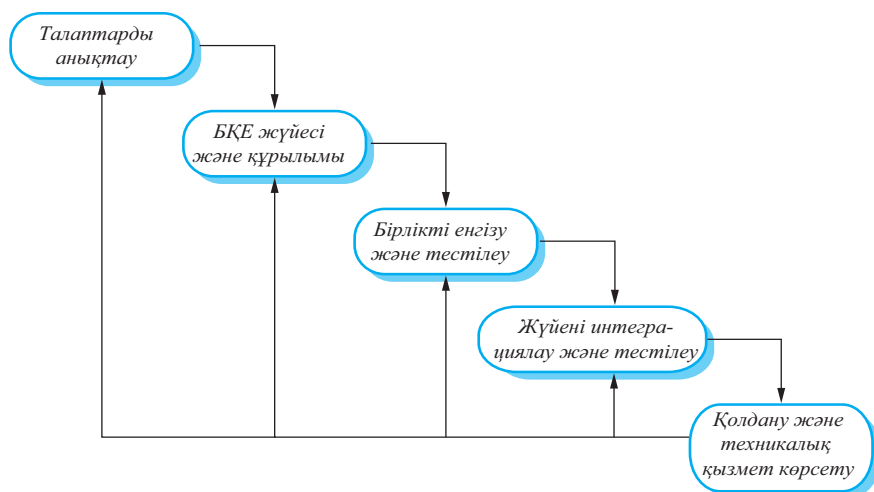 Талаптарды
анықтау
БҚЕ жүйесі
және құрылымы
Бірлікті енгізу
және тестілеу
Жүйені интегра-
циялау және тестілеу
Қолдану және
техникалық
қызмет көрсету